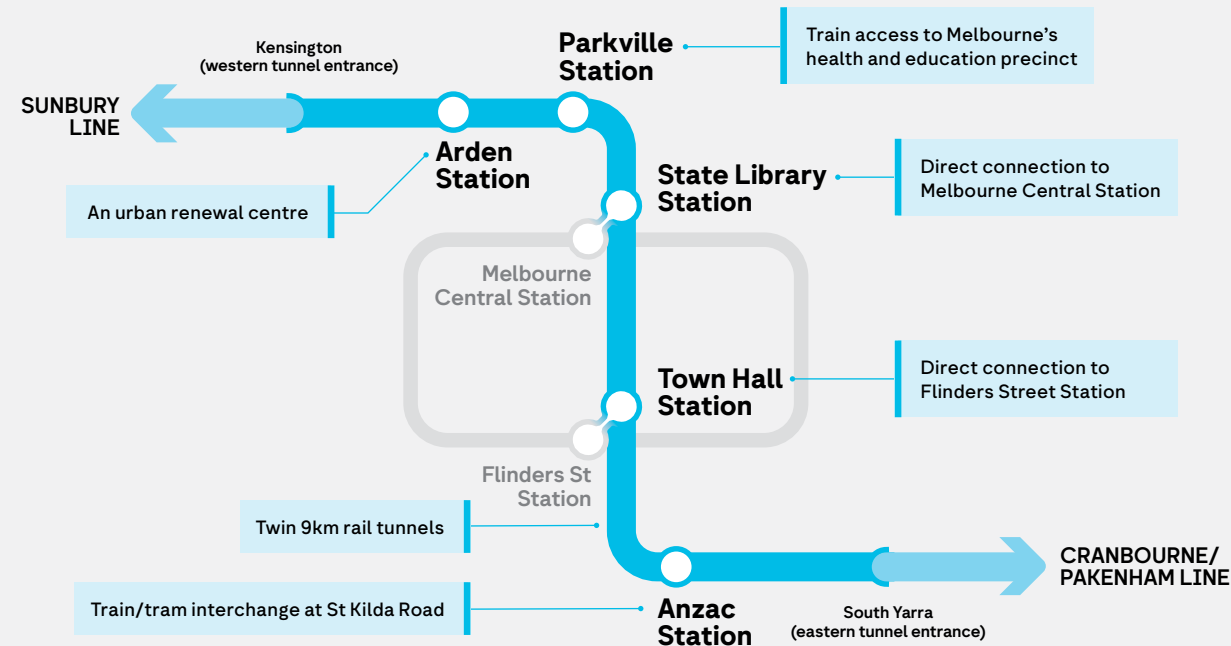 Kensington
(western tunnel entrance)
Parkville
Station
Train access to Melbourne’s
health and education precinct
SUNBURY
LINE
Arden
Station
An urban renewal centre
State Library
Station
Direct connection to
Melbourne Central Station
Melbourne
Central Station
Town Hall
Station
Direct connection to
Flinders Street Station
Flinders St
Station
Twin 9km rail tunnels
CRANBOURNE/
PAKENHAM LINE
Train/tram interchange at St Kilda Road
Anzac
Station
South Yarra
(eastern tunnel entrance)